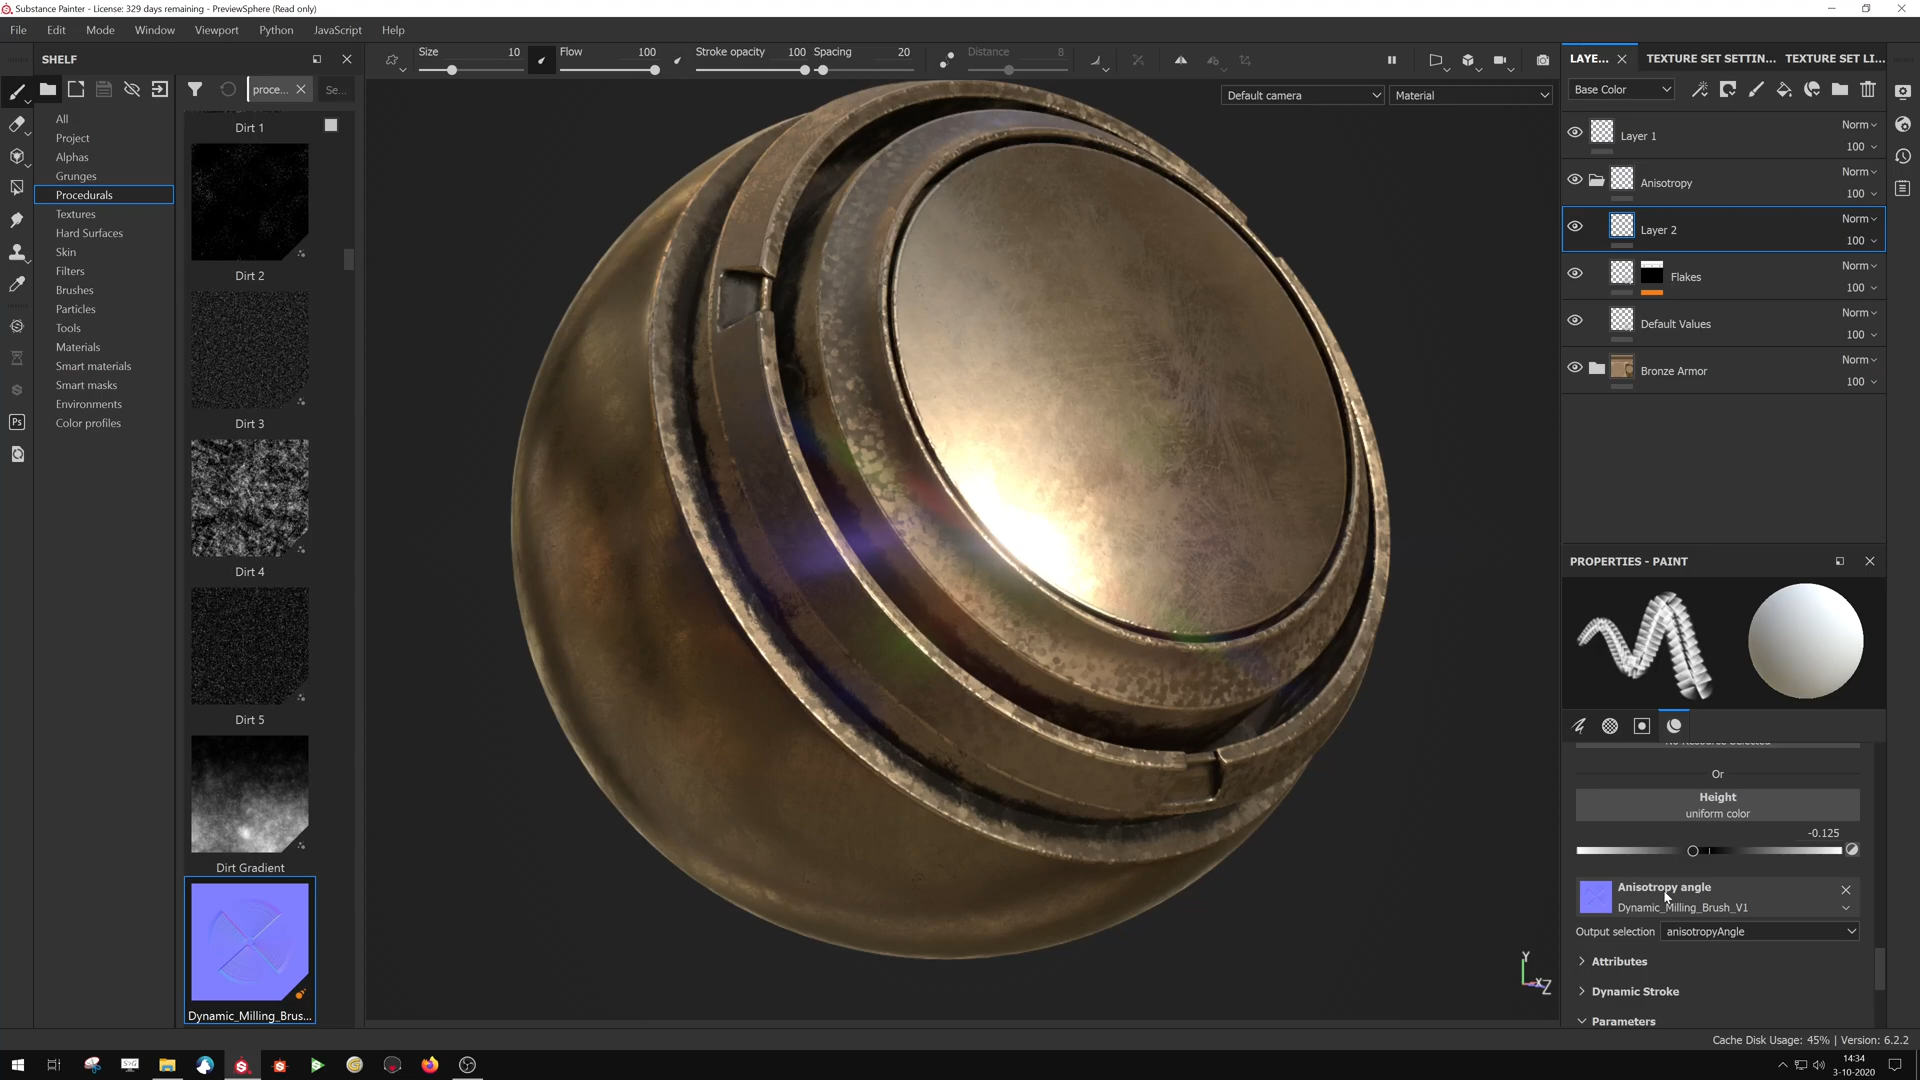 Substance Painter - License: 329 days remaining - PreviewSphere (Read only)
File Edit Mode Window Viewport Python JavaScript Help
SHELF
Size 10 Flow 100 Stroke opacity 100 Spacing 20 Distance 8
proce... Se...
All
Project
Alphas
Grunges
Procedurals
Textures
Hard Surfaces
Skin
Filters
Brushes
Particles
Tools
Materials
Smart materials
Smart masks
Environments
Color profiles
Ps
Dirt 1
Dirt 2
Dirt 3
Dirt 4
Dirt 5
Dirt Gradient
Dynamic_Milling_Brus...
Default camera
Material
Y
X
Z
LAYE... TEXTURE SET SETTIN... TEXTURE SET LI...
Base Color
Layer 1 Norm 100
Anisotropy Norm 100
Layer 2 Norm 100
Flakes Norm 100
Default Values Norm 100
Bronze Armor Norm 100
PROPERTIES - PAINT
Or
Height
uniform color
-0.125
Anisotropy angle
Dynamic_Milling_Brush_V1
Output selection anisotropyAngle
Attributes
Dynamic Stroke
Parameters
Cache Disk Usage: 45% | Version: 6.2.2
14:34
3-10-2020